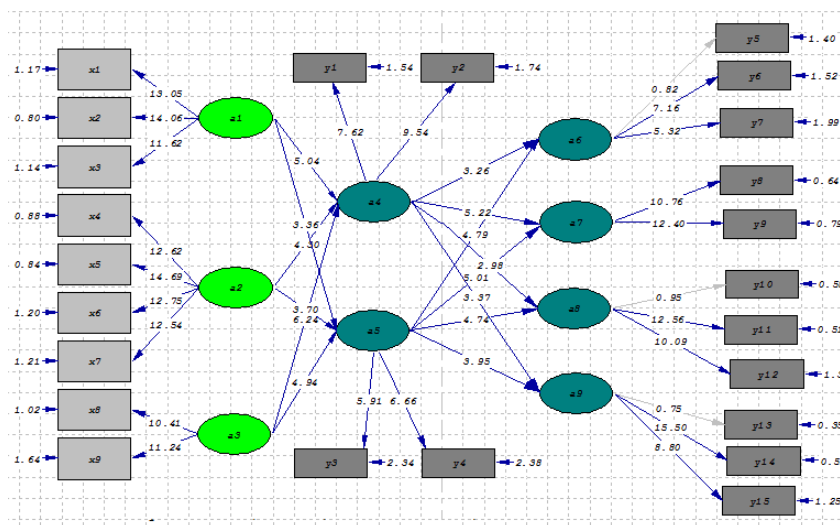 y5 1.40
0.82
y6 1.52
7.16
5.32 y7 1.99
1.17 x1 y1 1.54 y2 1.74
13.05
0.80 x2 14.06 a1
7.62 9.54
11.62
1.14 x3
5.04
a6
3.26
10.76 y8 0.64
0.88 x4
a4
5.22 a7
12.40 y9
3.36
4.79
4.30
12.62
0.84 x5
14.69
2.98
5.01
y10
0.95
a2
12.75
3.37
1.20 x6
3.70
6.24
4.74 a8
12.56 y11
12.54
a5
10.09
1.21 x7
3.95
y12
4.94
a9
1.02 x8
10.41
5.91 6.66
0.75
y13
15.50
a3
11.24
8.80
1.64 x9
y3 2.34 y4 2.38
y14
y15 1.25